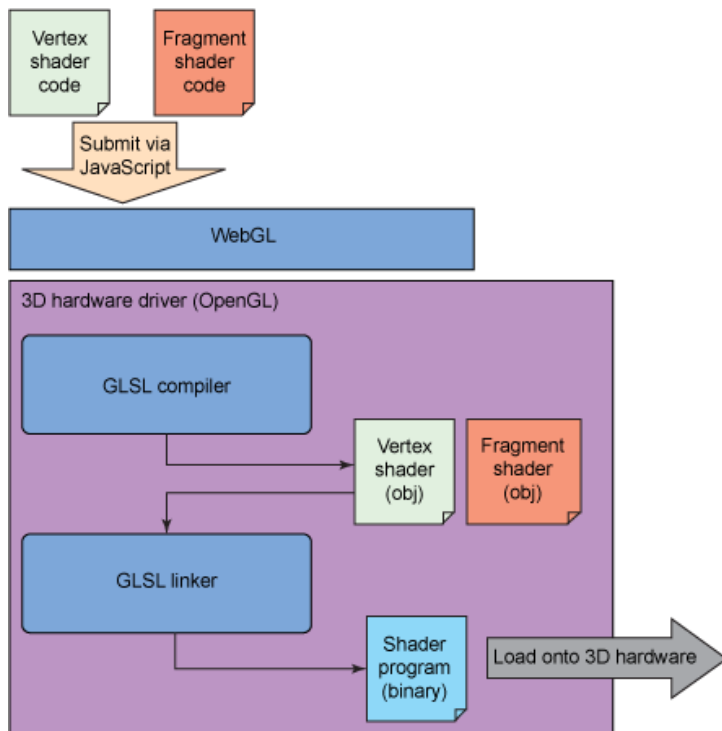 Vertex
shader
code
Fragment
shader
code
Submit via
JavaScript
WebGL
3D hardware driver (OpenGL)
GLSL compiler
Vertex
shader
(obj)
Fragment
shader
(obj)
GLSL linker
Shader
program
(binary)
Load onto 3D hardware